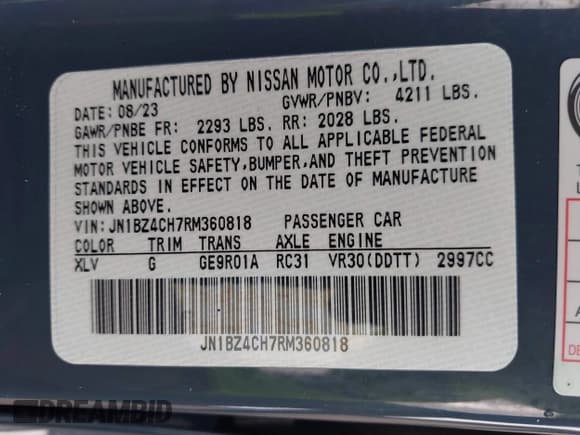 MANUFACTURED BY NISSAN MOTOR CO.,LTD.
DATE: 08/23 GVWR/PNBV: 4211 LBS.
GAWR/PNBE FR: 2293 LBS. RR: 2028 LBS.
THIS VEHICLE CONFORMS TO ALL APPLICABLE FEDERAL
MOTOR VEHICLE SAFETY,BUMPER,AND THEFT PREVENTION
STANDARDS IN EFFECT ON THE DATE OF MANUFACTURE
SHOWN ABOVE.
VIN:JN1BZ4CH7RM360818 PASSENGER CAR
COLOR TRIM TRANS AXLE ENGINE
XLV G GE9R01A RC31 VR30(DDTT) 2997CC
JN1BZ4CH7RM360818
DREAMBID